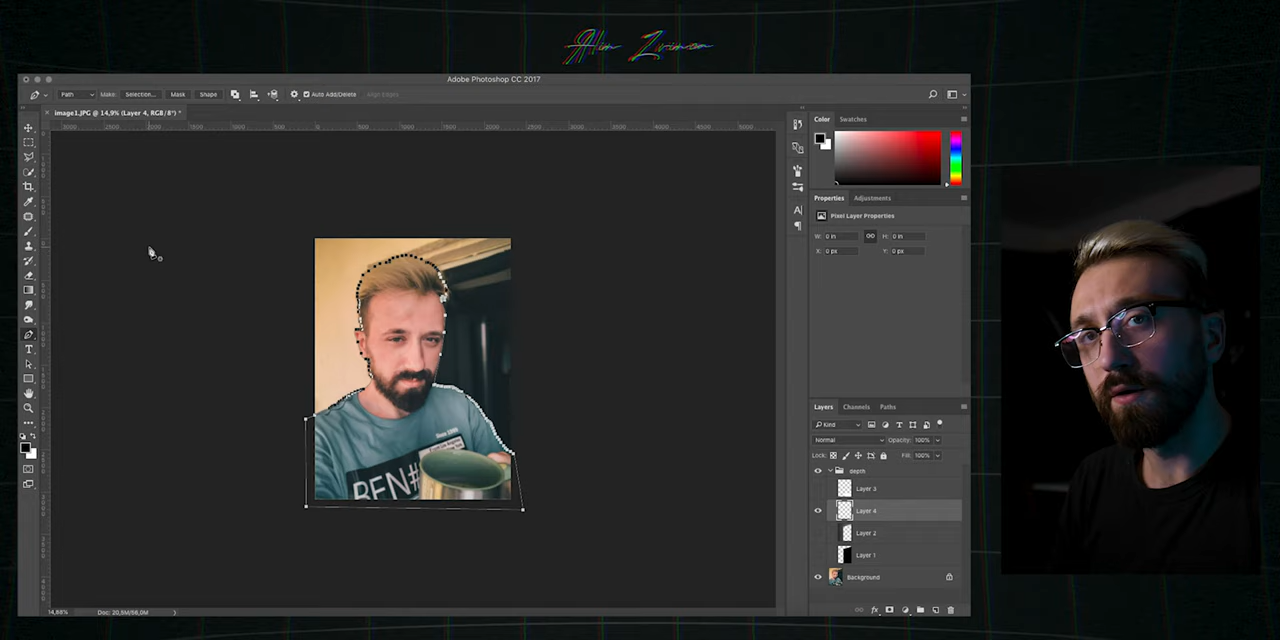 Adobe Photoshop CC 2017
Path Make: Selection... Mask Shape Auto Add/Delete Align Edges
image1.JPG @ 14,9% (Layer 4, RGB/8*) *
Color Swatches
Properties Adjustments
Pixel Layer Properties
W: 0 in H: 0 in
X: 0 px Y: 0 px
BEN#
Layers Channels Paths
Kind
Normal Opacity: 100%
Lock: Fill: 100%
depth
Layer 3
Layer 4
Layer 2
Layer 1
Background
14,88% Doc: 20,8M/56,0M